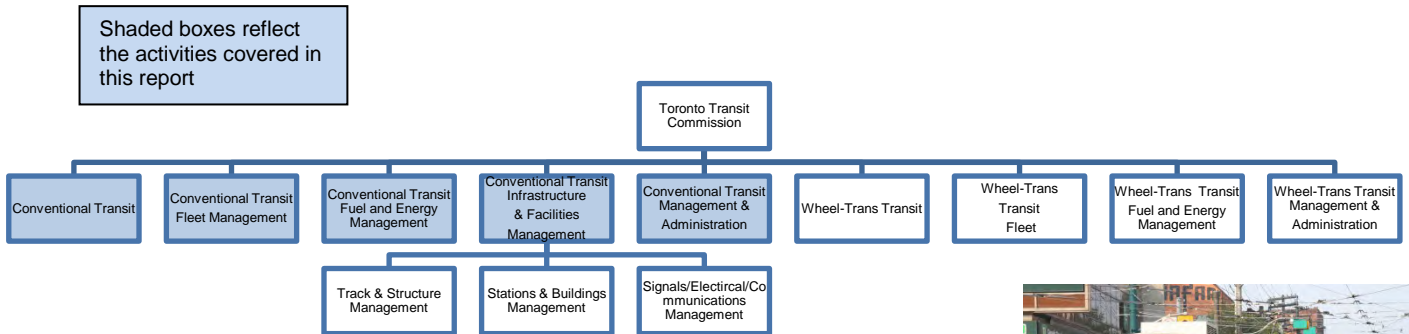 Shaded boxes reflect
the activities covered in
this report
Toronto Transit
Commission
Conventional Transit
Conventional Transit
Fleet Management
Conventional Transit
Fuel and Energy
Management
Conventional Transit
Infrastructure
& Facilities
Management
Conventional Transit
Management &
Administration
Wheel-Trans Transit
Wheel-Trans
Transit
Fleet
Wheel-Trans Transit
Fuel and Energy
Management
Wheel-Trans Transit
Management &
Administration
Track & Structure
Management
Stations & Buildings
Management
Signals/Electircal/Co
mmunications
Management